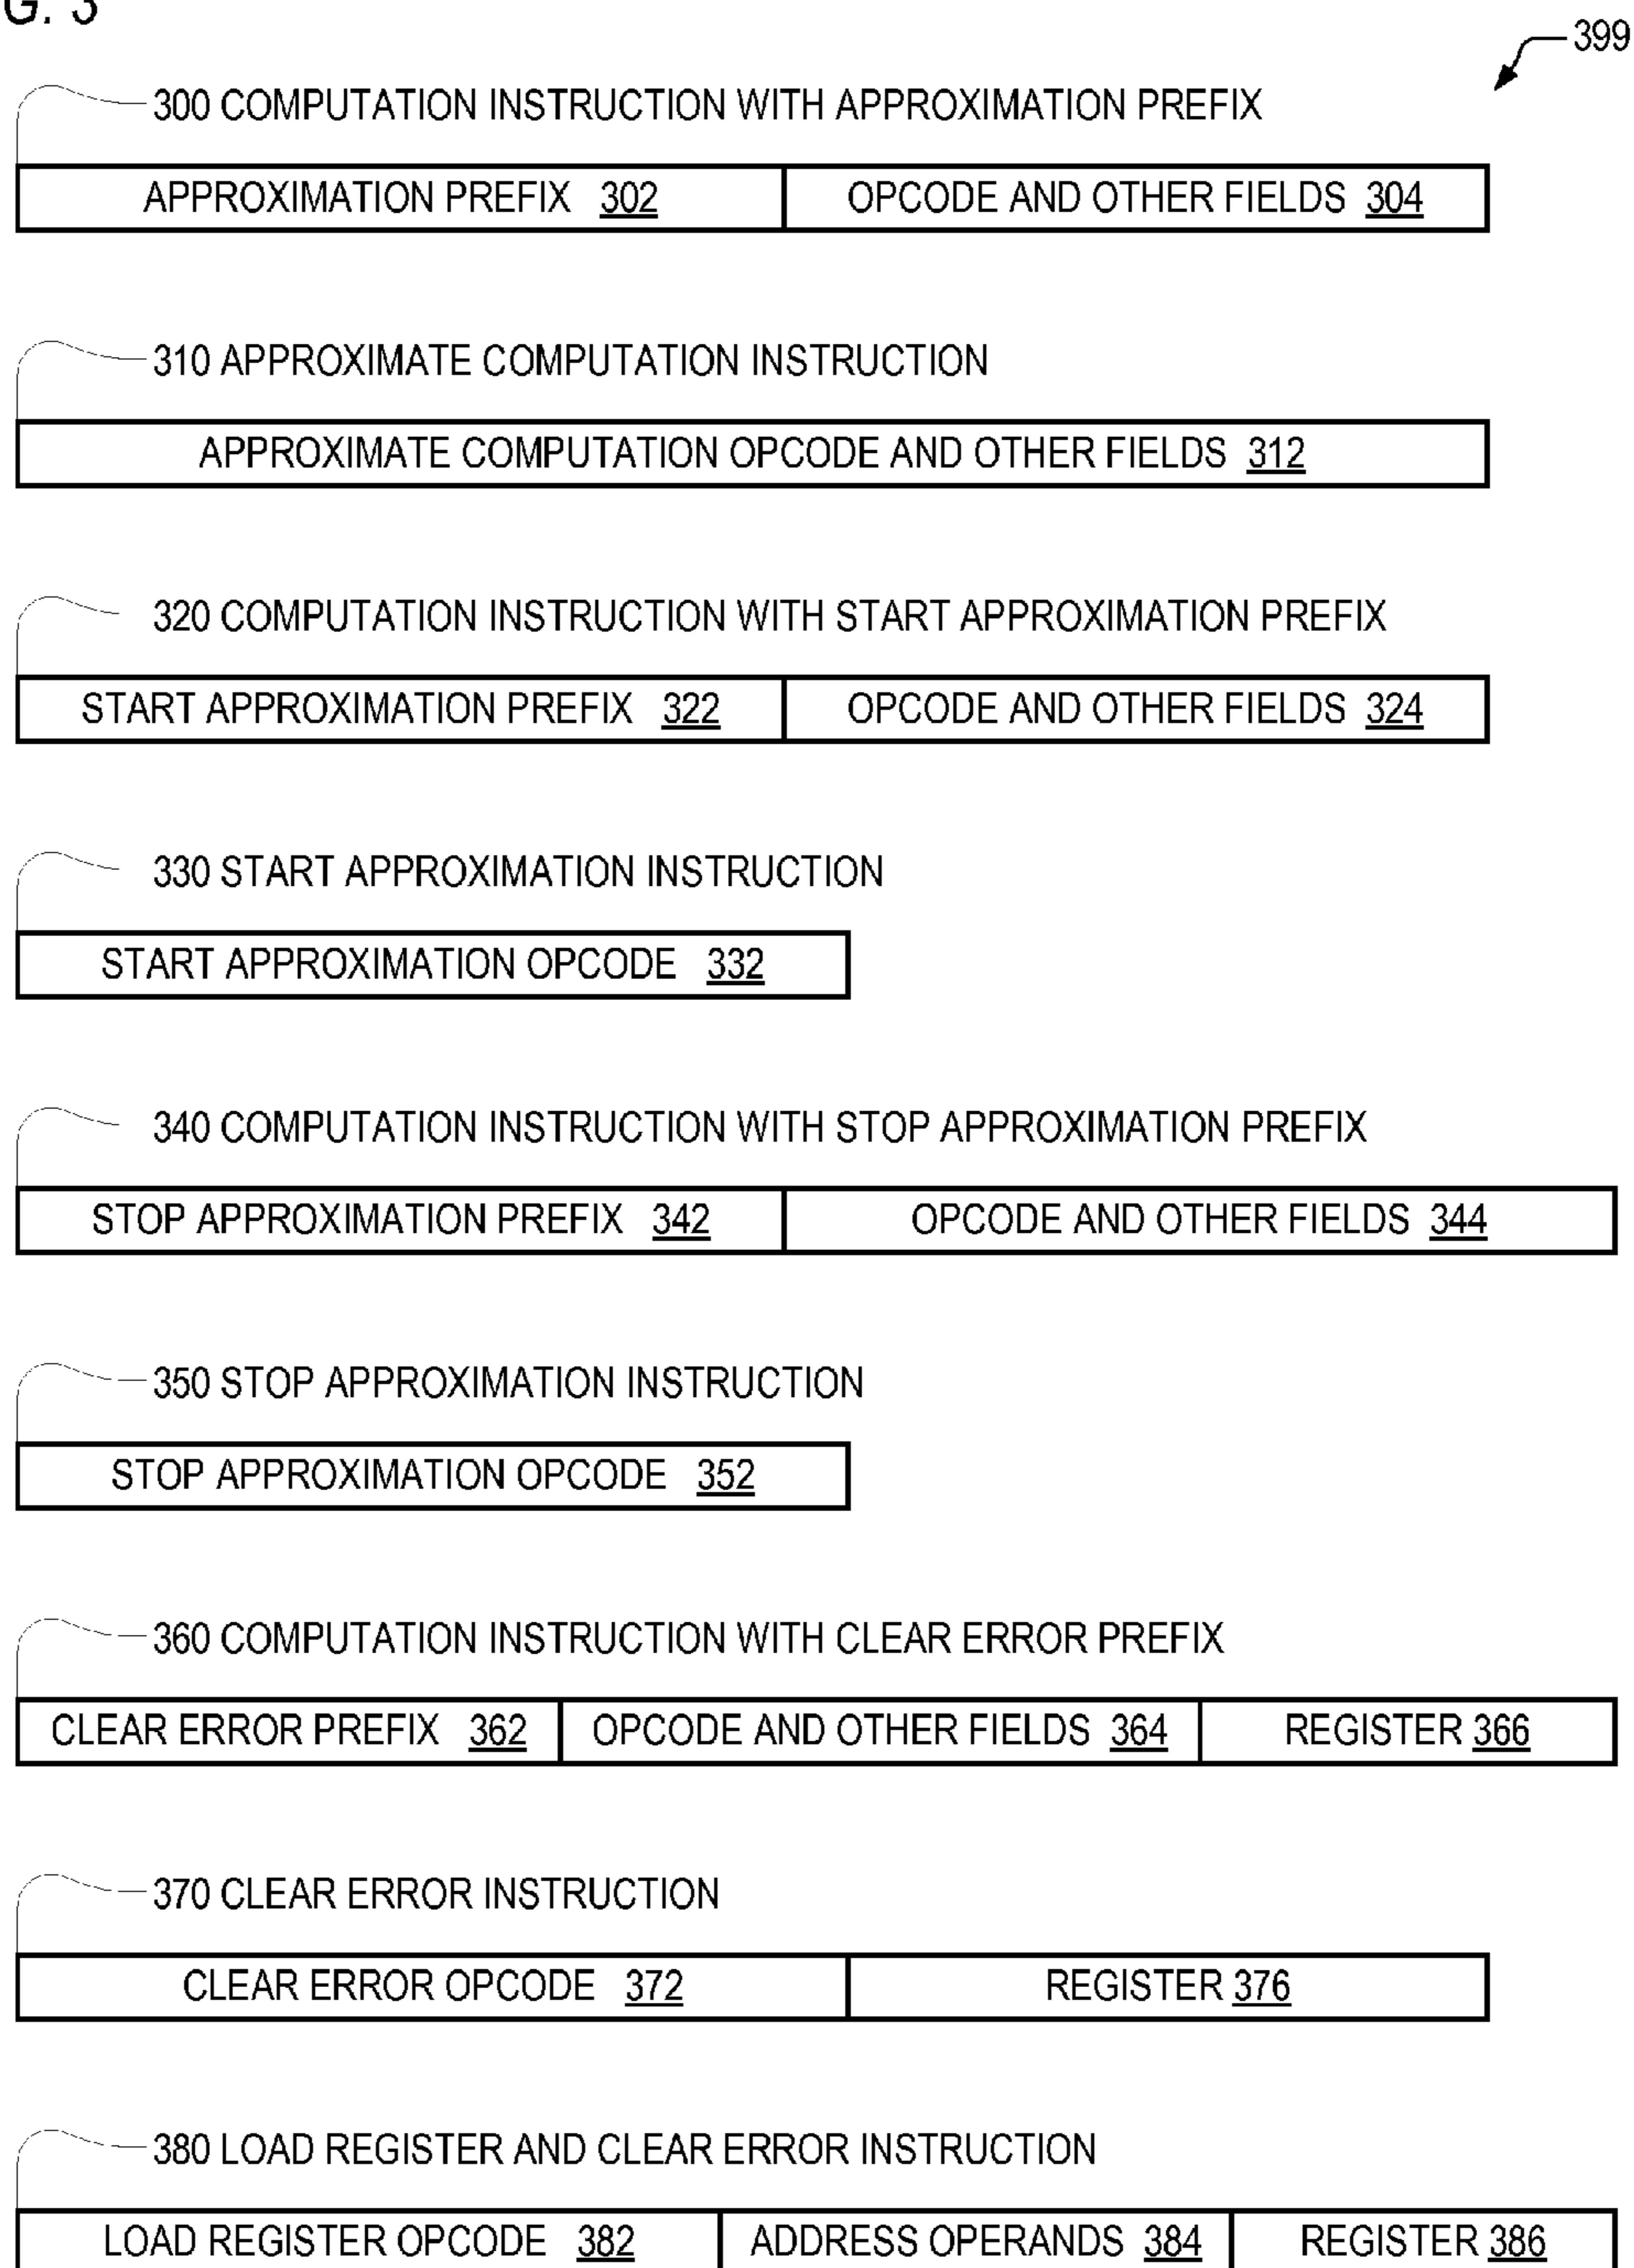 G. 3
399
300 COMPUTATION INSTRUCTION WITH APPROXIMATION PREFIX
APPROXIMATION PREFIX 302 OPCODE AND OTHER FIELDS 304
310 APPROXIMATE COMPUTATION INSTRUCTION
APPROXIMATE COMPUTATION OPCODE AND OTHER FIELDS 312
320 COMPUTATION INSTRUCTION WITH START APPROXIMATION PREFIX
START APPROXIMATION PREFIX 322 OPCODE AND OTHER FIELDS 324
330 START APPROXIMATION INSTRUCTION
START APPROXIMATION OPCODE 332
340 COMPUTATION INSTRUCTION WITH STOP APPROXIMATION PREFIX
STOP APPROXIMATION PREFIX 342 OPCODE AND OTHER FIELDS 344
350 STOP APPROXIMATION INSTRUCTION
STOP APPROXIMATION OPCODE 352
360 COMPUTATION INSTRUCTION WITH CLEAR ERROR PREFIX
CLEAR ERROR PREFIX 362 OPCODE AND OTHER FIELDS 364 REGISTER 366
370 CLEAR ERROR INSTRUCTION
CLEAR ERROR OPCODE 372 REGISTER 376
380 LOAD REGISTER AND CLEAR ERROR INSTRUCTION
LOAD REGISTER OPCODE 382 ADDRESS OPERANDS 384 REGISTER 386